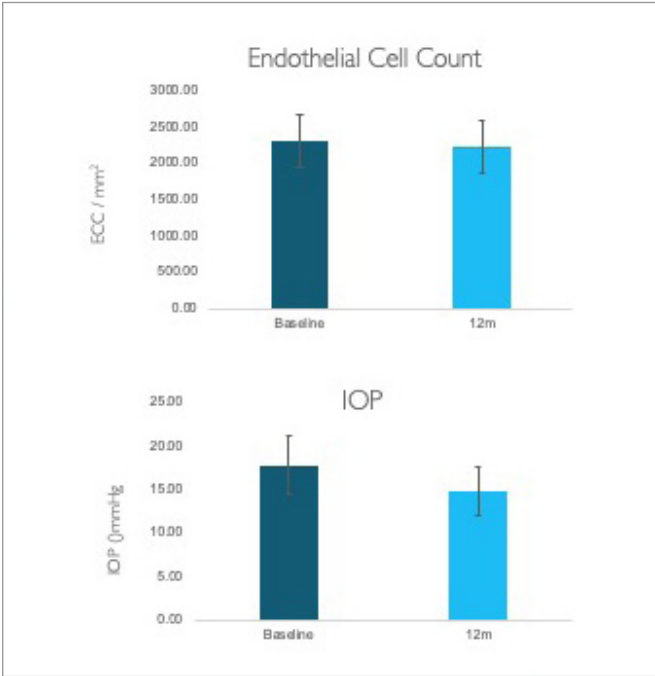 Endothelial Cell Count
3000.00
2500.00
2000.00
1500.00
1000.00
500.00
0.00
ECC / mm²
Baseline 12m
IOP
25.00
20.00
15.00
10.00
5.00
0.00
IOP ()mmHg
Baseline 12m